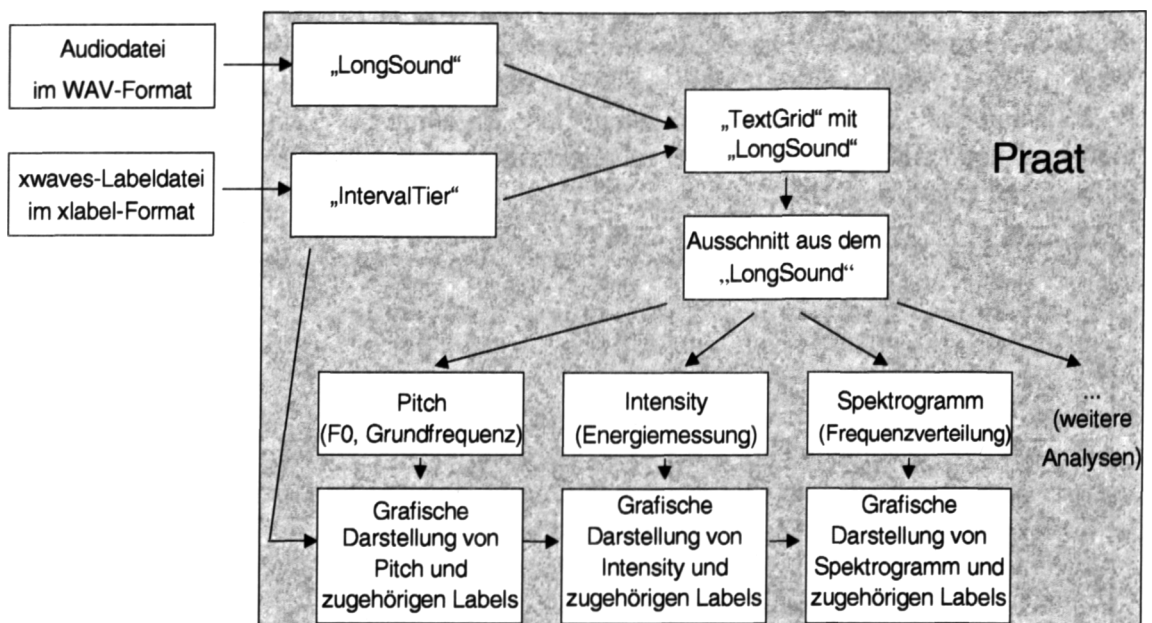 Audiodatei
im WAV-Format
„LongSound“
xwaves-Labeldatei
im xlabel-Format
„IntervalTier“
„TextGrid“ mit
„LongSound“
Praat
Ausschnitt aus dem
„LongSound“
Pitch
(F0, Grundfrequenz)
Intensity
(Energiemessung)
Spektrogramm
(Frequenzverteilung)
...
(weitere
Analysen)
Grafische
Darstellung von
Pitch und
zugehörigen Labels
Grafische
Darstellung von
Intensity und
zugehörigen Labels
Grafische
Darstellung von
Spektrogramm und
zugehörigen Labels